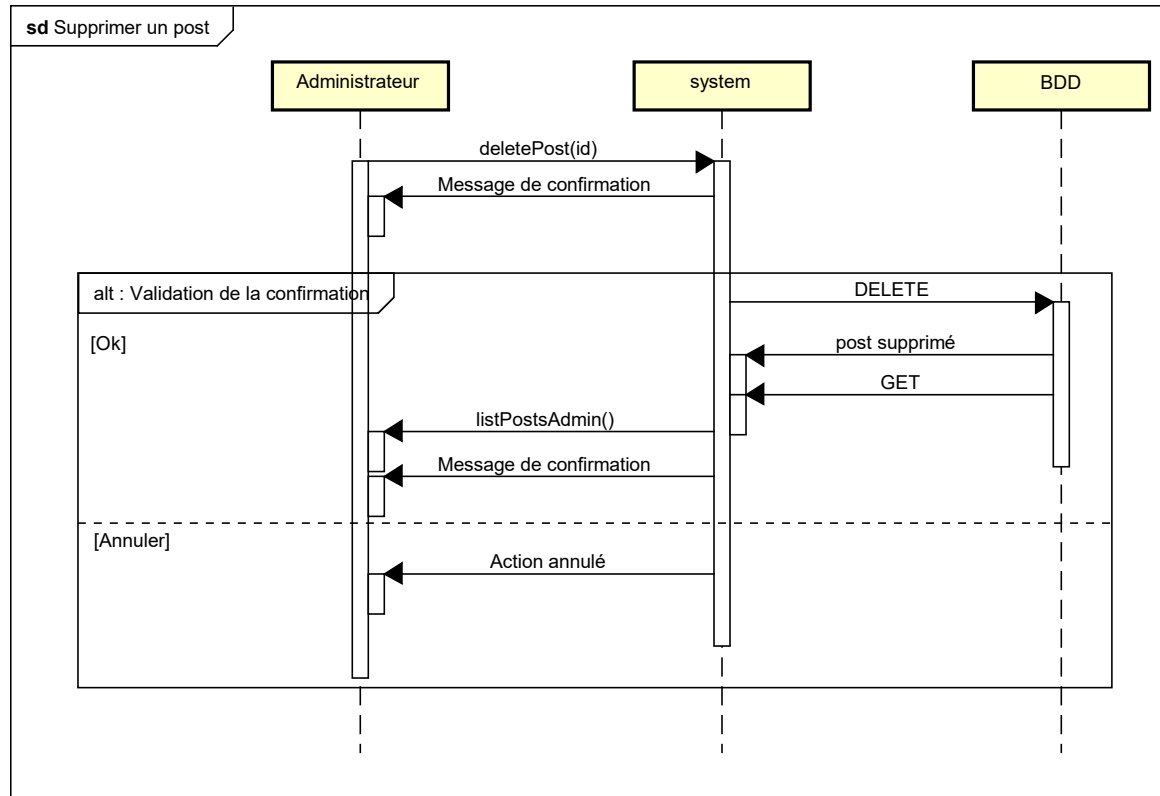 sd Supprimer un post
Administrateur
system
BDD
deletePost(id)
Message de confirmation
alt : Validation de la confirmation
DELETE
[Ok]
post supprimé
GET
listPostsAdmin()
Message de confirmation
[Annuler]
Action annulé